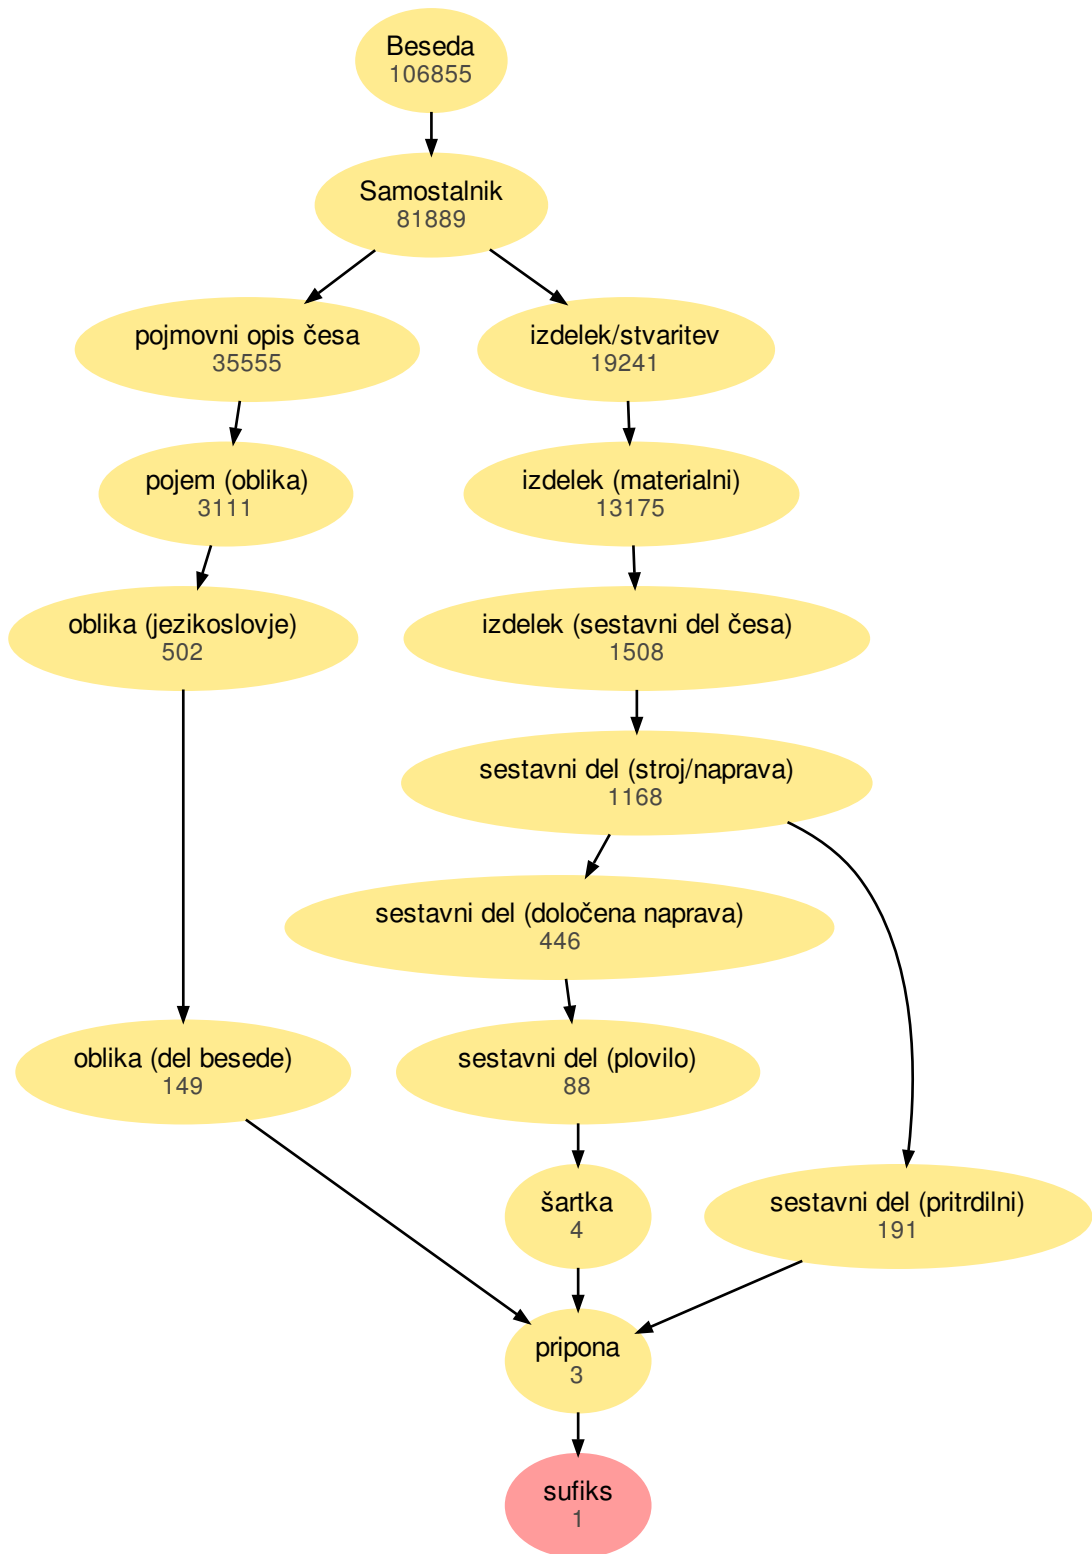 Beseda
106855
Samostalnik
81889
pojmovni opis česa
35555
izdelek/stvaritev
19241
pojem (oblika)
3111
izdelek (materialni)
13175
oblika (jezikoslovje)
502
izdelek (sestavni del česa)
1508
sestavni del (stroj/naprava)
1168
sestavni del (določena naprava)
446
oblika (del besede)
149
sestavni del (plovilo)
88
šartka
4
sestavni del (pritrdilni)
191
pripona
3
sufiks
1